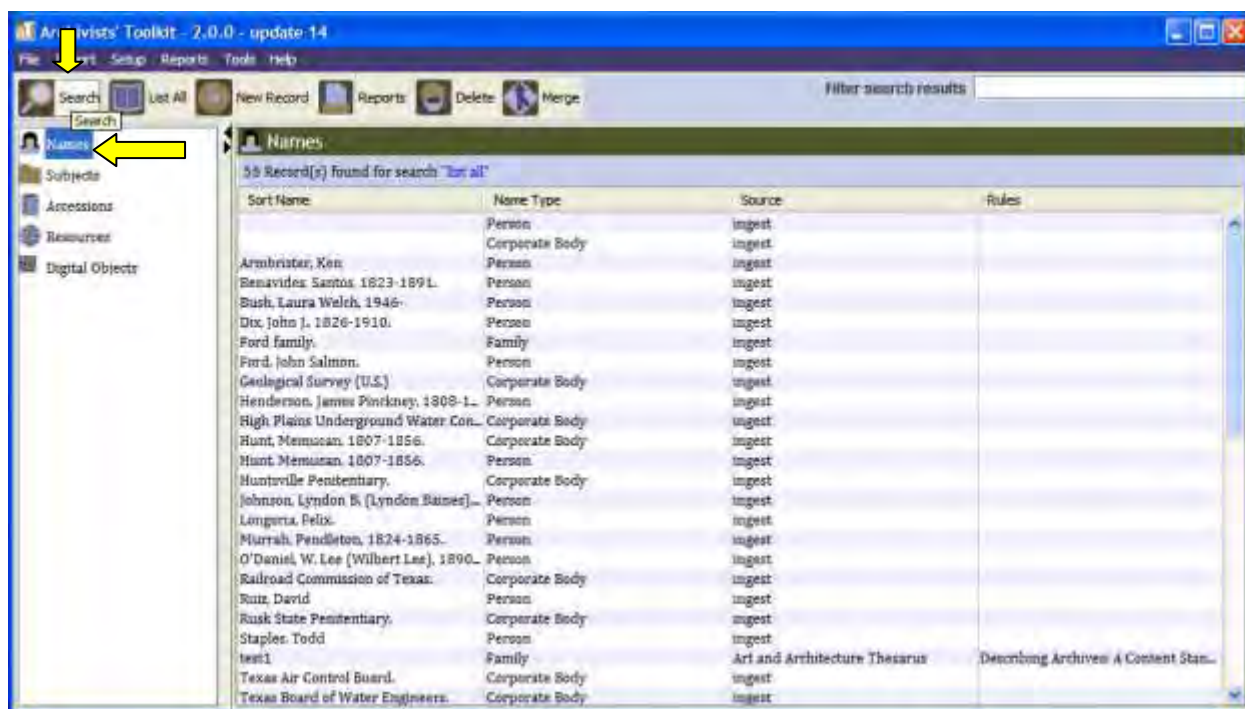 Archivists' Toolkit - 2.0.0 - update-14
File Import Setup Reports Tools Help
Search List All New Record Reports Delete Merge Filter search results
Search
Names
Subjects
Accessions
Resources
Digital Objects
Names
Record(s) found for search "list all"
Sort Name Name Type Source Rules
Person ingest
Corporate Body ingest
Armbrister, Ken Person ingest
Benavides, Santos, 1823-1891. Person ingest
Bush, Laura Welch, 1946- Person ingest
Dix, John J., 1826-1910. Person ingest
Ford family. Family ingest
Ford, John Salmon. Person ingest
Geological Survey (U.S.) Corporate Body ingest
Henderson, James Pinckney, 1808-1... Person ingest
High Plains Underground Water Con... Corporate Body ingest
Hunt, Memucan, 1807-1856. Corporate Body ingest
Hunt, Memucan, 1807-1856. Person ingest
Huntsville Penitentiary. Corporate Body ingest
Johnson, Lyndon B. (Lyndon Baines)... Person ingest
Longoria, Felix. Person ingest
Murrah, Pendleton, 1824-1865. Person ingest
O'Daniel, W. Lee (Wilbert Lee), 1890... Person ingest
Railroad Commission of Texas. Corporate Body ingest
Ruiz, David Person ingest
Rusk State Penitentiary. Corporate Body ingest
Staples, Todd Person ingest
test1 Family Art and Architecture Thesarus Describing Archives: A Content Stan...
Texas Air Control Board. Corporate Body ingest
Texas Board of Water Engineers. Corporate Body ingest